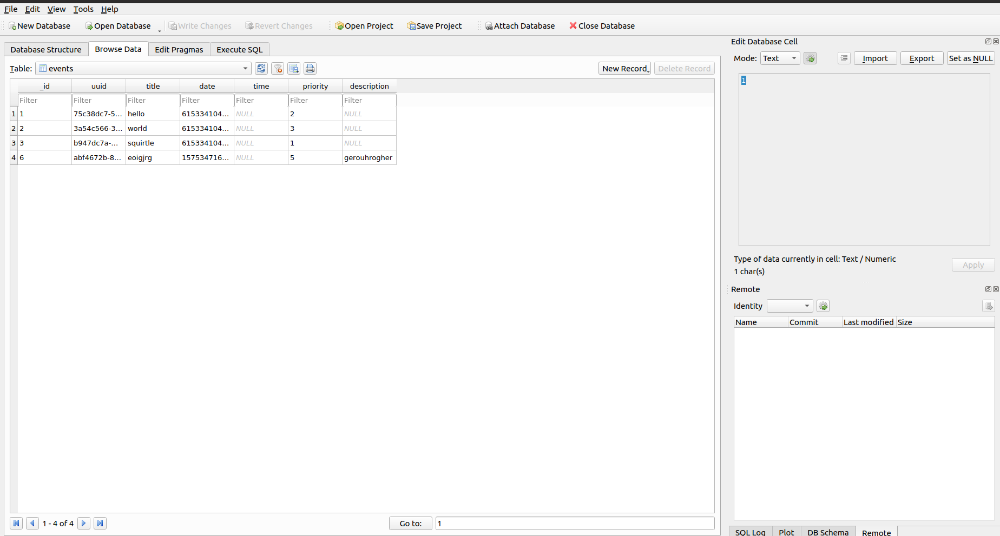 File Edit View Tools Help
New Database Open Database Write Changes Revert Changes Open Project Save Project Attach Database Close Database
Database Structure Browse Data Edit Pragmas Execute SQL
Table: events New Record Delete Record
_id uuid title date time priority description
Filter Filter Filter Filter Filter Filter Filter
1 1 75c38dc7-5... hello 615334104... NULL 2 NULL
2 2 3a54c566-3... world 615334104... NULL 3 NULL
3 3 b947dc7a-... squirtle 615334104... NULL 1 NULL
4 6 abf4672b-8... eoigjrg 157534716... NULL 5 gerouhrogher
1 - 4 of 4 Go to: 1
Edit Database Cell
Mode: Text Import Export Set as NULL
1
Type of data currently in cell: Text / Numeric
1 char(s)
Apply
Remote
Identity
Name Commit Last modified Size
SQL Log Plot DB Schema Remote